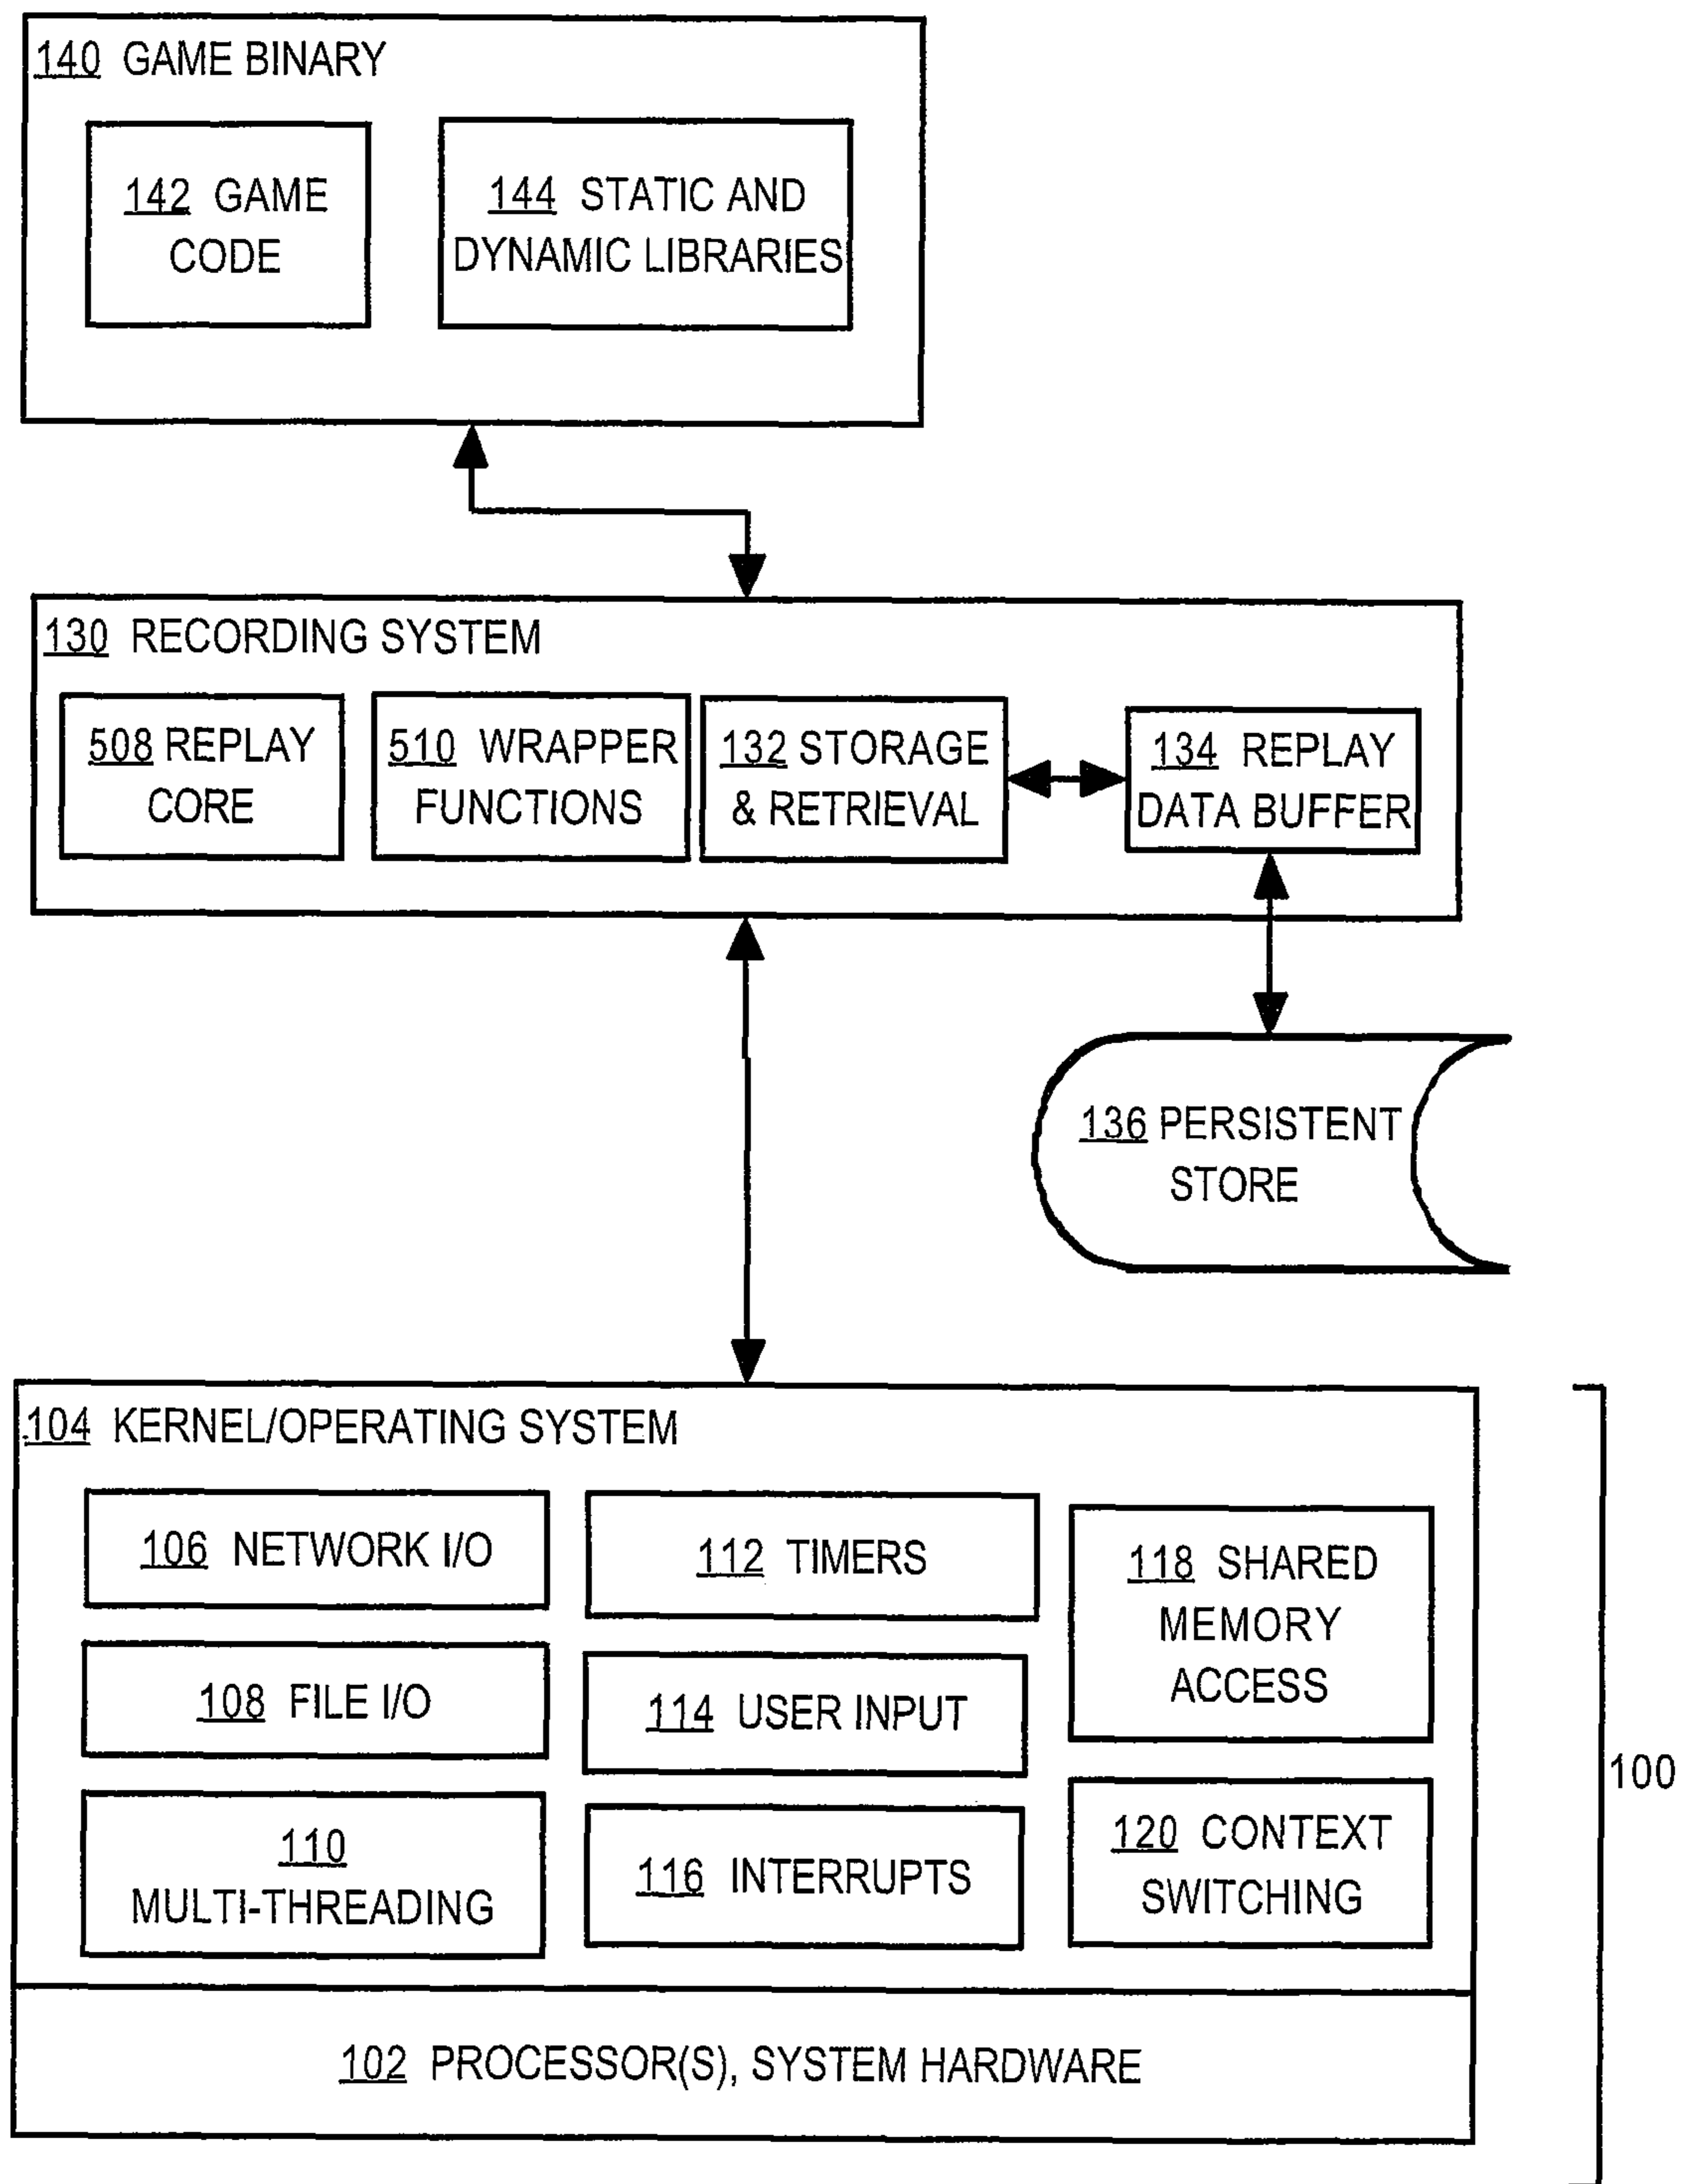 140 GAME BINARY
142 GAME
CODE
144 STATIC AND
DYNAMIC LIBRARIES
130 RECORDING SYSTEM
508 REPLAY
CORE
510 WRAPPER
FUNCTIONS
132 STORAGE
& RETRIEVAL
134 REPLAY
DATA BUFFER
136 PERSISTENT
STORE
104 KERNEL/OPERATING SYSTEM
106 NETWORK I/O
112 TIMERS
118 SHARED
MEMORY
ACCESS
108 FILE I/O
114 USER INPUT
110
MULTI-THREADING
116 INTERRUPTS
120 CONTEXT
SWITCHING
100
102 PROCESSOR(S), SYSTEM HARDWARE